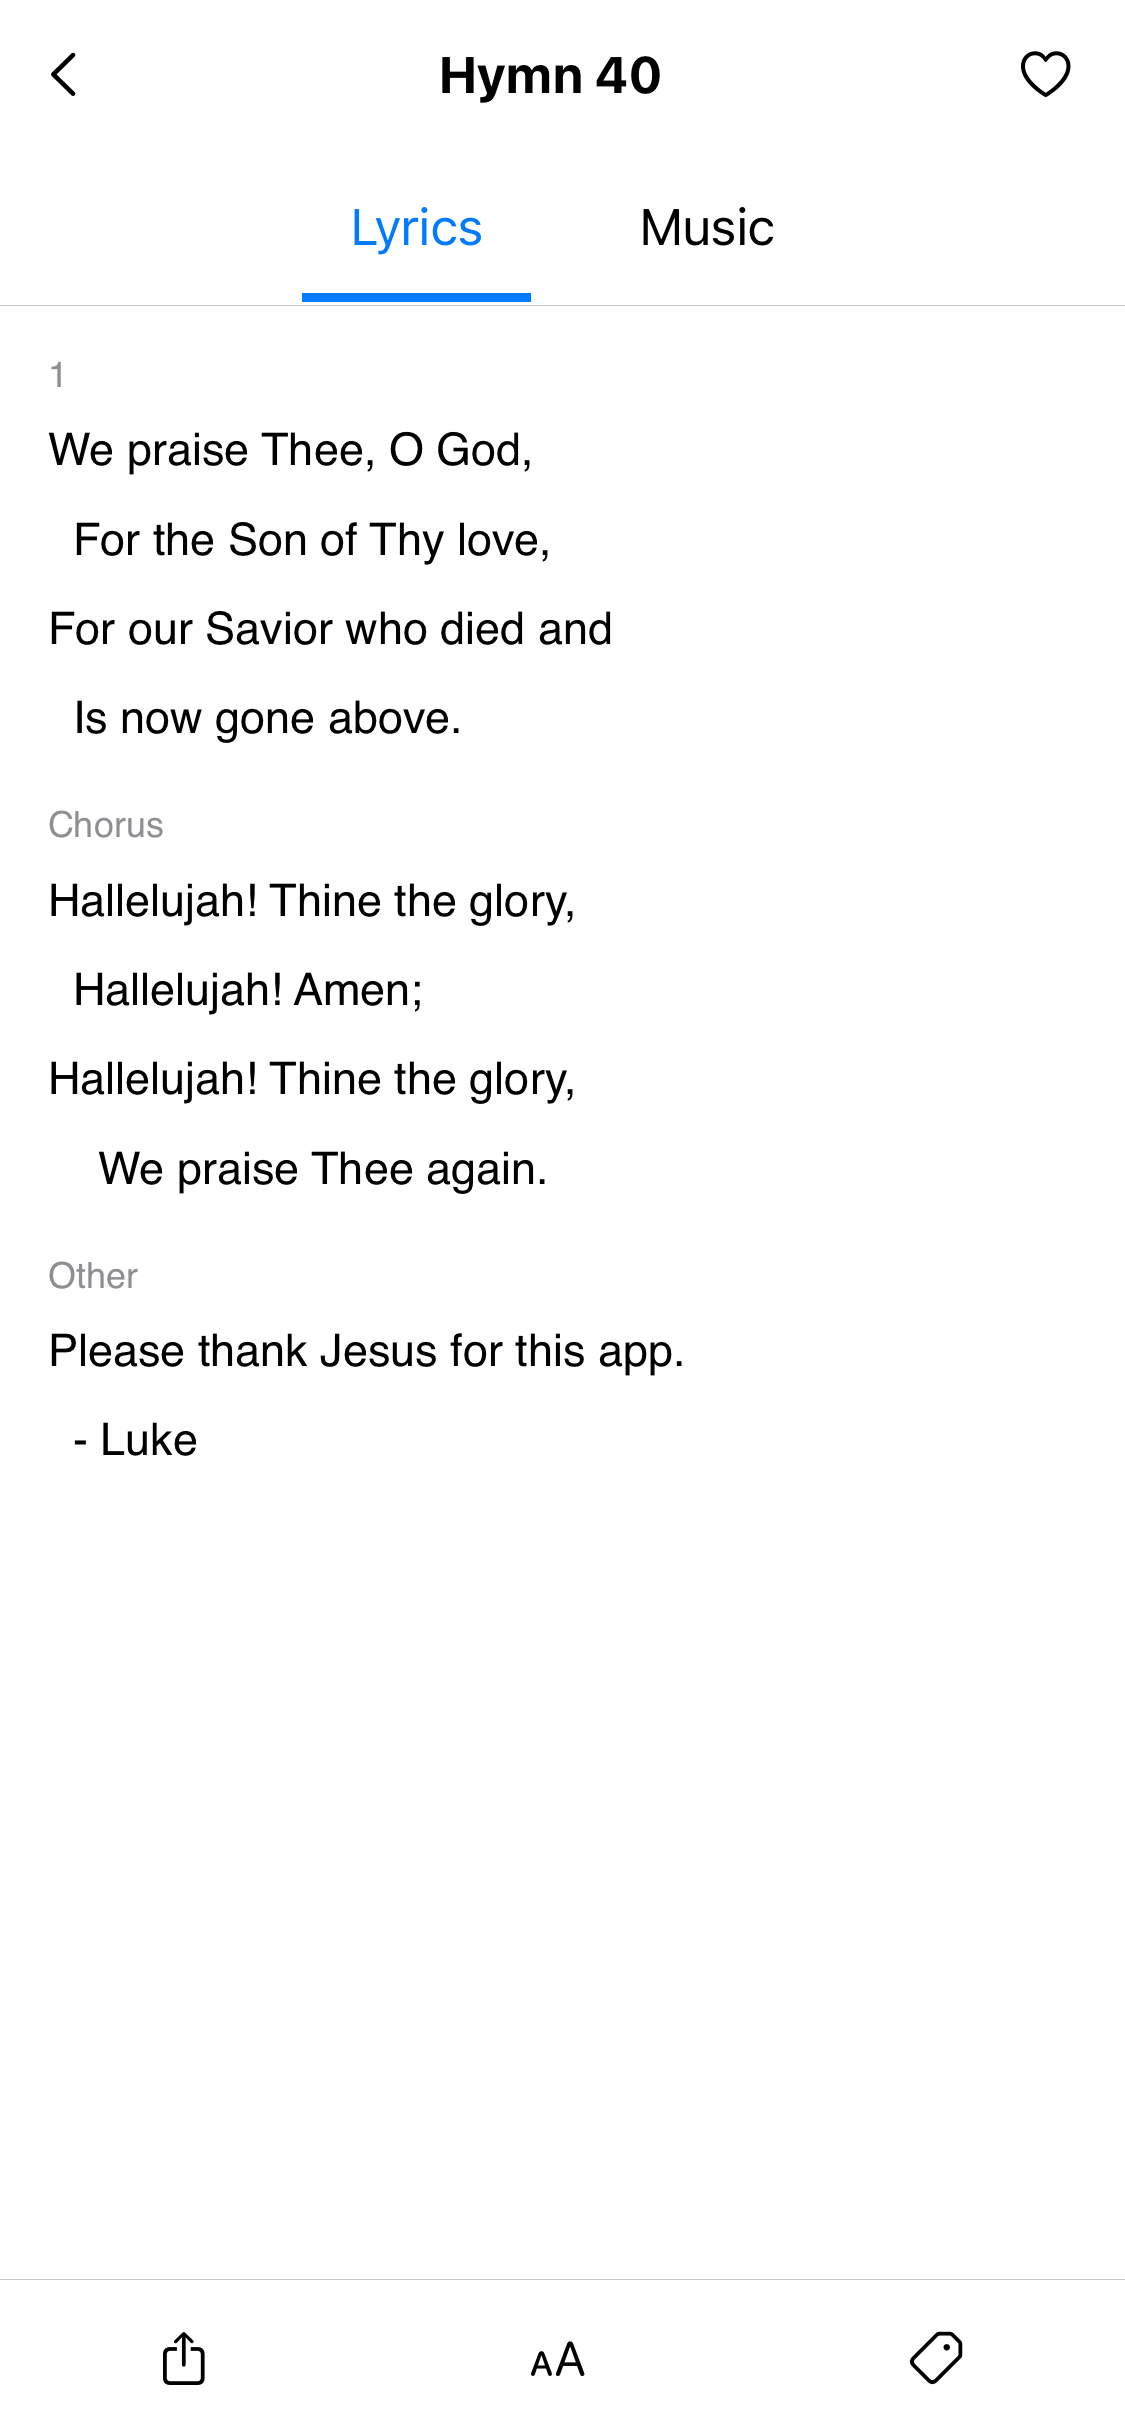 Hymn 40
Lyrics Music
1
We praise Thee, O God,
For the Son of Thy love,
For our Savior who died and
Is now gone above.
Chorus
Hallelujah! Thine the glory,
Hallelujah! Amen;
Hallelujah! Thine the glory,
We praise Thee again.
Other
Please thank Jesus for this app.
- Luke
AA